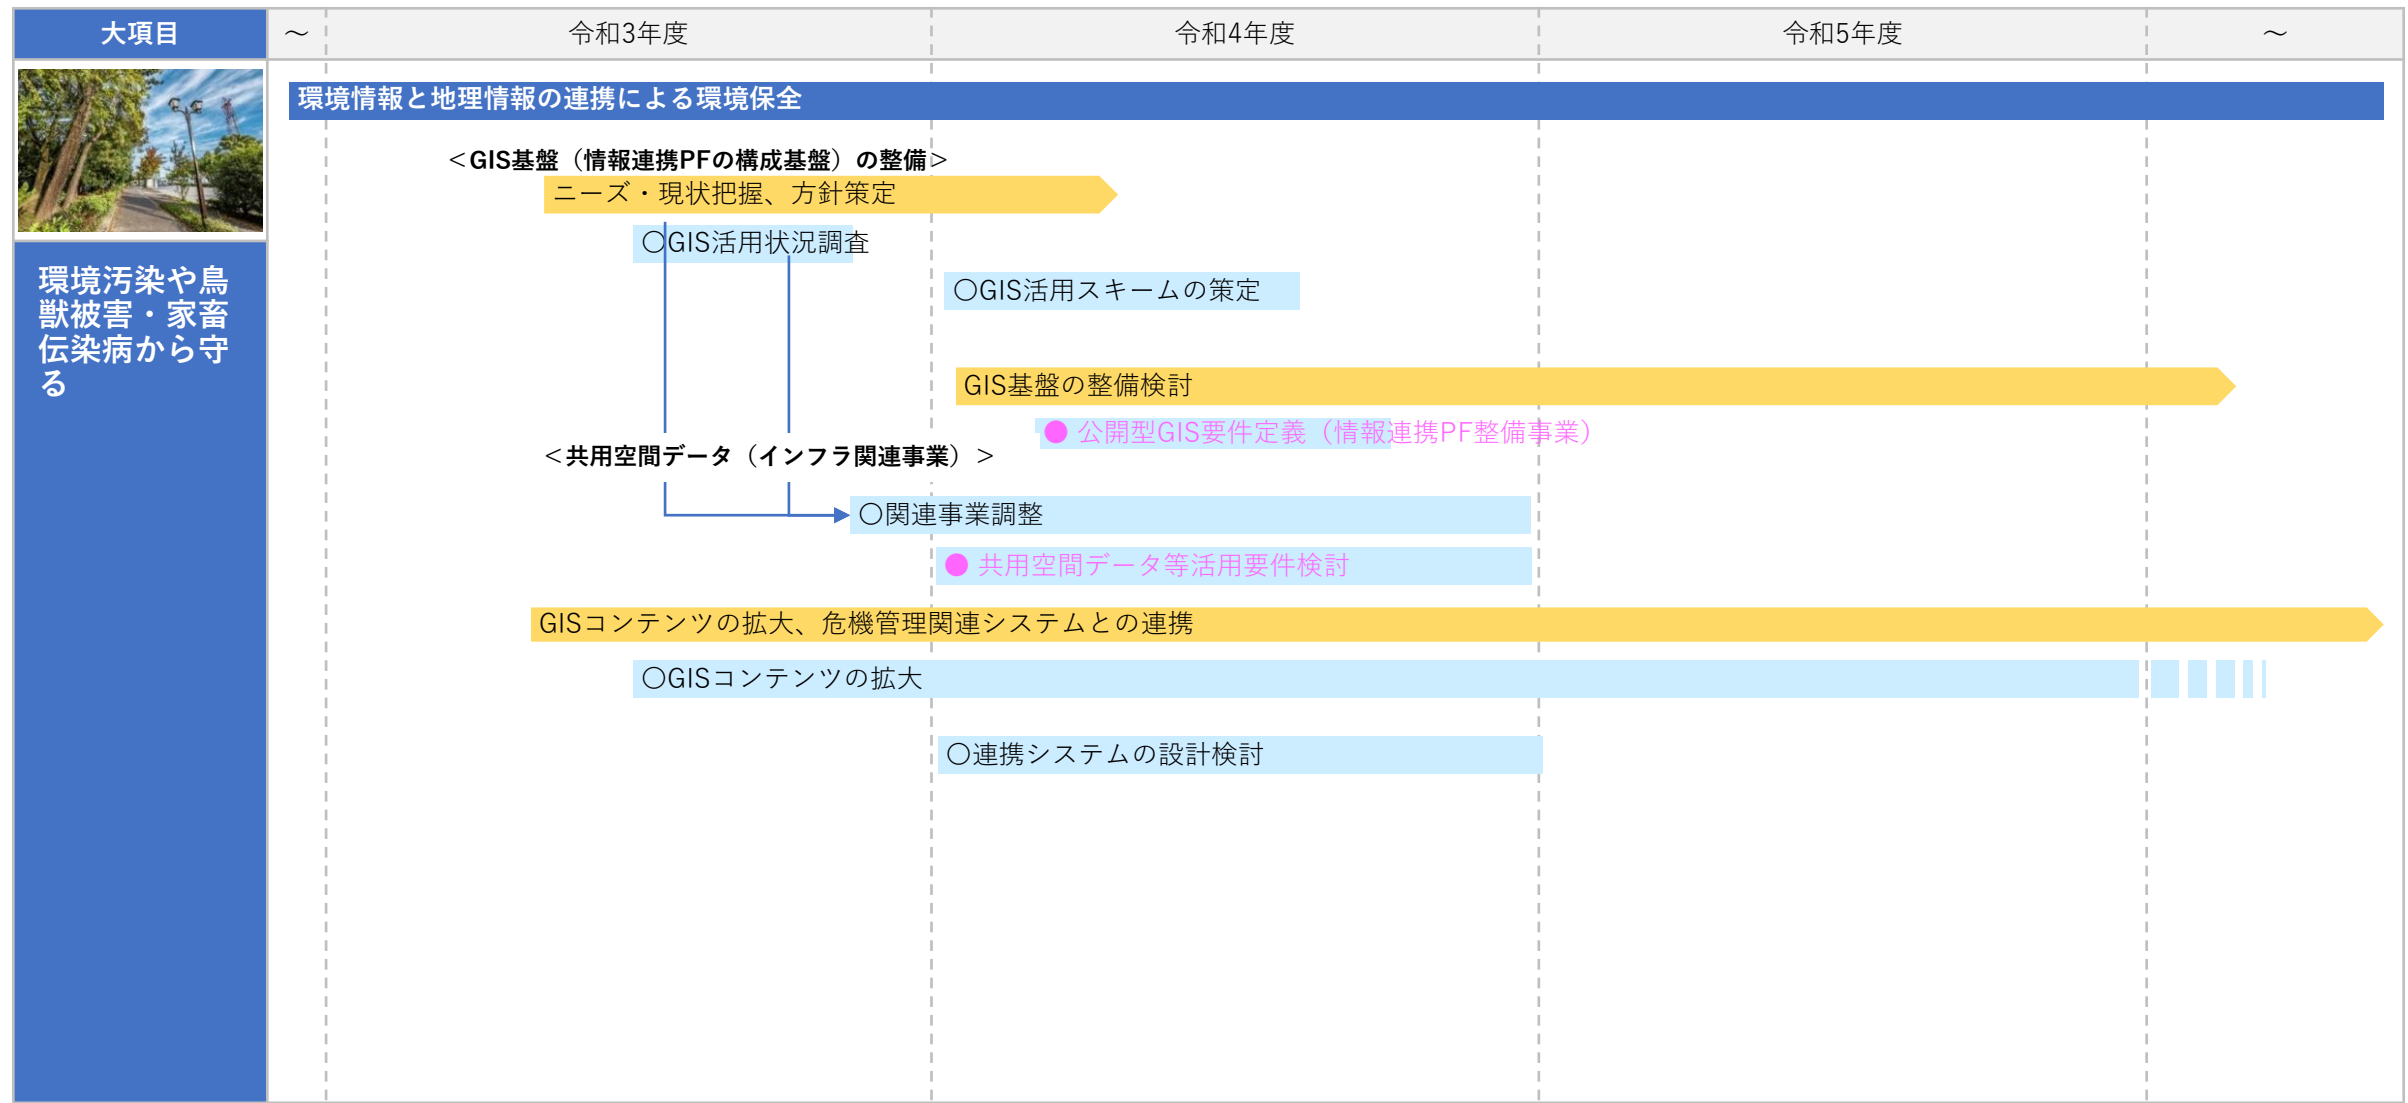 大項目
～
令和3年度
令和4年度
令和5年度
～
環境情報と地理情報の連携による環境保全
＜GIS基盤（情報連携PFの構成基盤）の整備＞
ニーズ・現状把握、方針策定
〇GIS活用状況調査
〇GIS活用スキームの策定
環境汚染や鳥
獣被害・家畜
伝染病から守
る
GIS基盤の整備検討
● 公開型GIS要件定義（情報連携PF整備事業）
＜共用空間データ（インフラ関連事業）＞
〇関連事業調整
● 共用空間データ等活用要件検討
GISコンテンツの拡大、危機管理関連システムとの連携
〇GISコンテンツの拡大
〇連携システムの設計検討